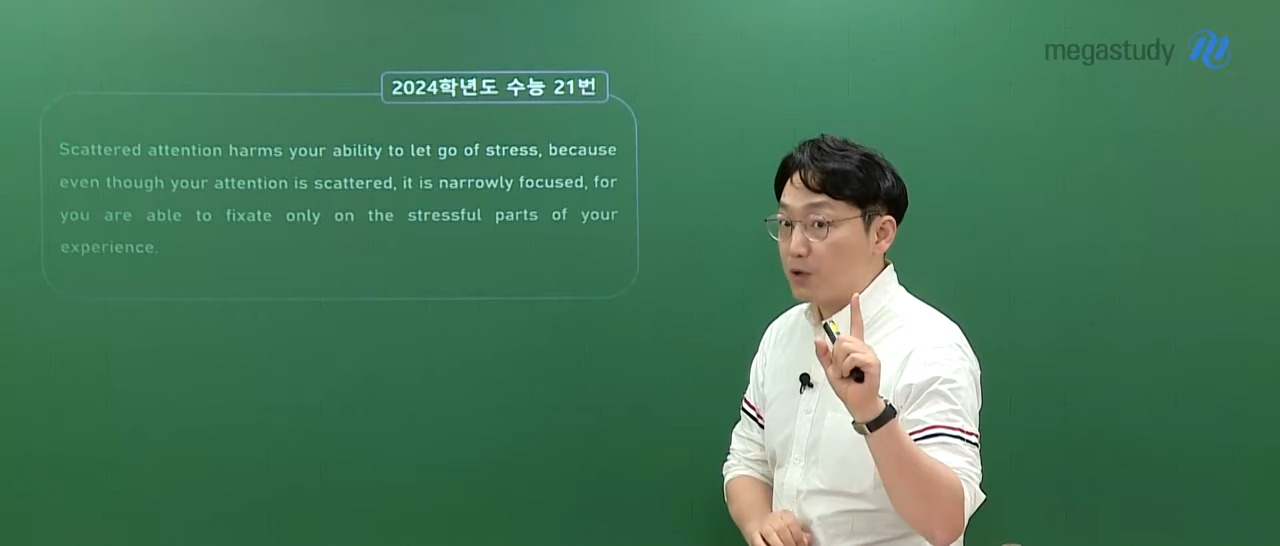 megastudy
2024학년도 수능 21번
Scattered attention harms your ability to let go of stress, because
even though your attention is scattered, it is narrowly focused, for
you are able to fixate only on the stressful parts of your
experience.